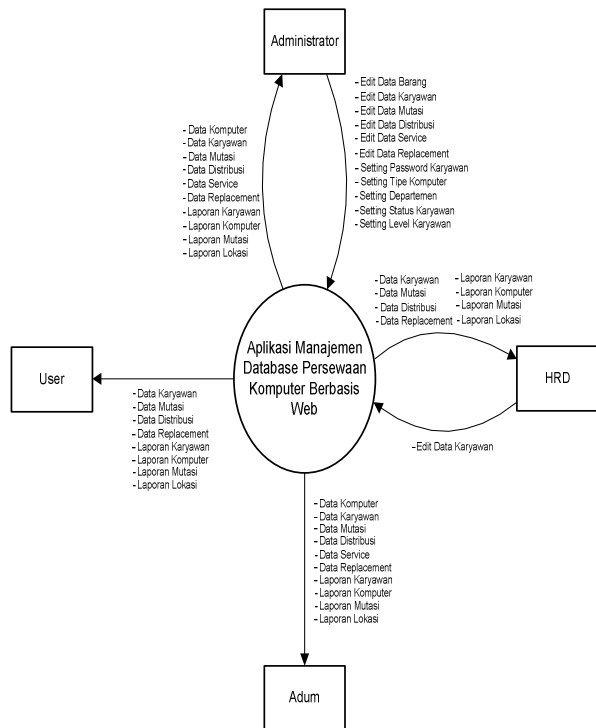 Administrator
- Edit Data Barang
- Edit Data Karyawan
- Edit Data Mutasi
- Edit Data Distribusi
- Edit Data Service
- Edit Data Replacement
- Setting Password Karyawan
- Setting Tipe Komputer
- Setting Departemen
- Setting Status Karyawan
- Setting Level Karyawan
- Data Komputer
- Data Karyawan
- Data Mutasi
- Data Distribusi
- Data Service
- Data Replacement
- Laporan Karyawan
- Laporan Komputer
- Laporan Mutasi
- Laporan Lokasi
- Data Karyawan
- Data Mutasi
- Data Distribusi
- Data Replacement
- Laporan Karyawan
- Laporan Komputer
- Laporan Mutasi
- Laporan Lokasi
Aplikasi Manajemen
Database Persewaan
Komputer Berbasis
Web
User
HRD
- Data Karyawan
- Data Mutasi
- Data Distribusi
- Data Replacement
- Laporan Karyawan
- Laporan Komputer
- Laporan Mutasi
- Laporan Lokasi
- Edit Data Karyawan
- Data Komputer
- Data Karyawan
- Data Mutasi
- Data Distribusi
- Data Service
- Data Replacement
- Laporan Karyawan
- Laporan Komputer
- Laporan Mutasi
- Laporan Lokasi
Adum